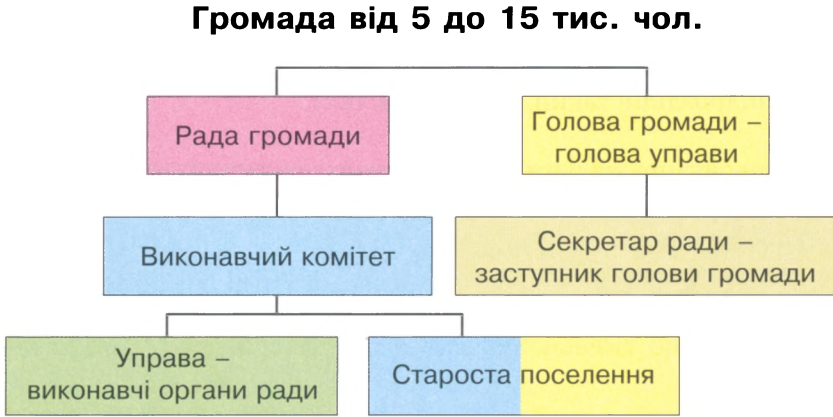 Громада від 5 до 15 тис. чол.
Рада громади
Голова громади –
голова управи
Виконавчий комітет
Секретар ради –
заступник голови громади
Управа –
виконавчі органи ради
Староста поселення